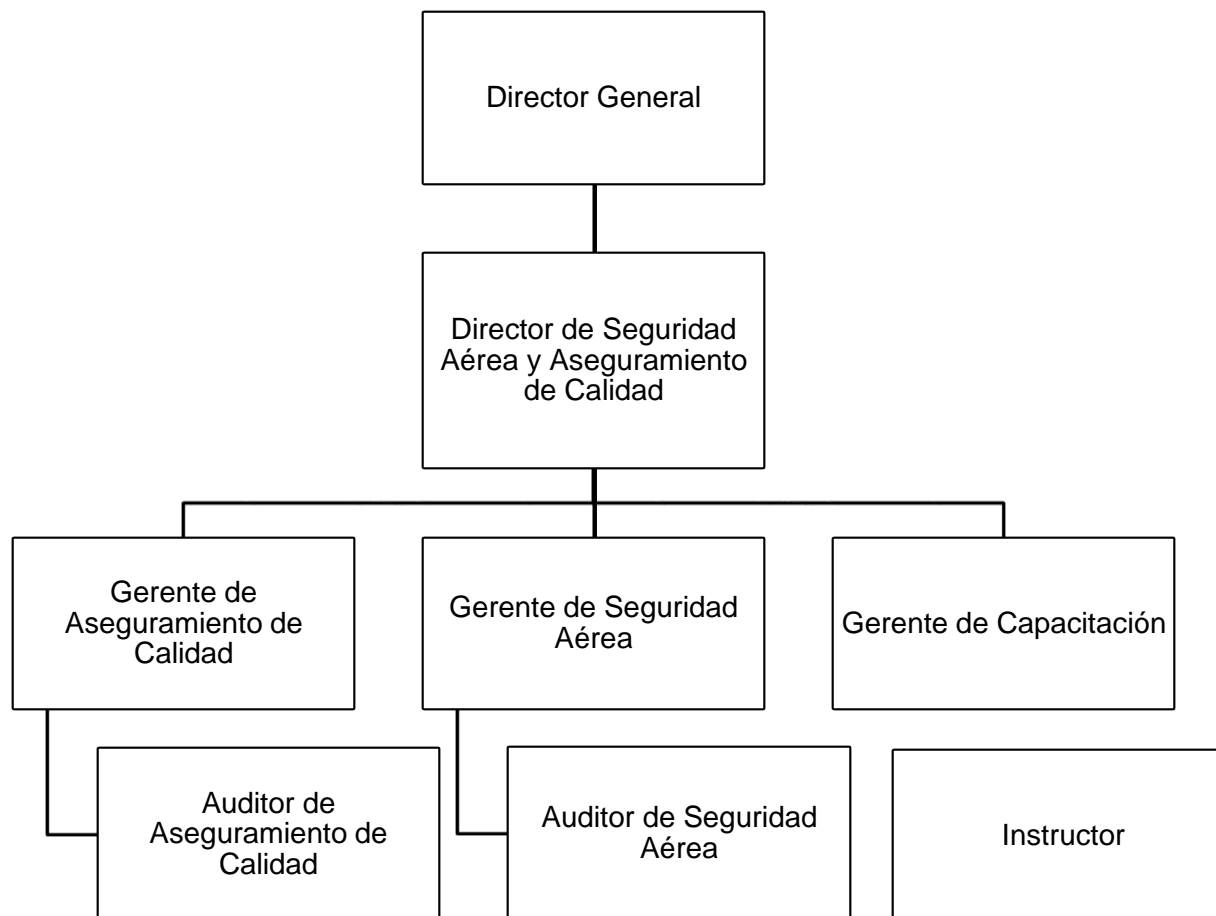 Director General
Director de Seguridad
Aérea y Aseguramiento
de Calidad
Gerente de
Aseguramiento de
Calidad
Gerente de Seguridad
Aérea
Gerente de Capacitación
Auditor de
Aseguramiento de
Calidad
Auditor de Seguridad
Aérea
Instructor